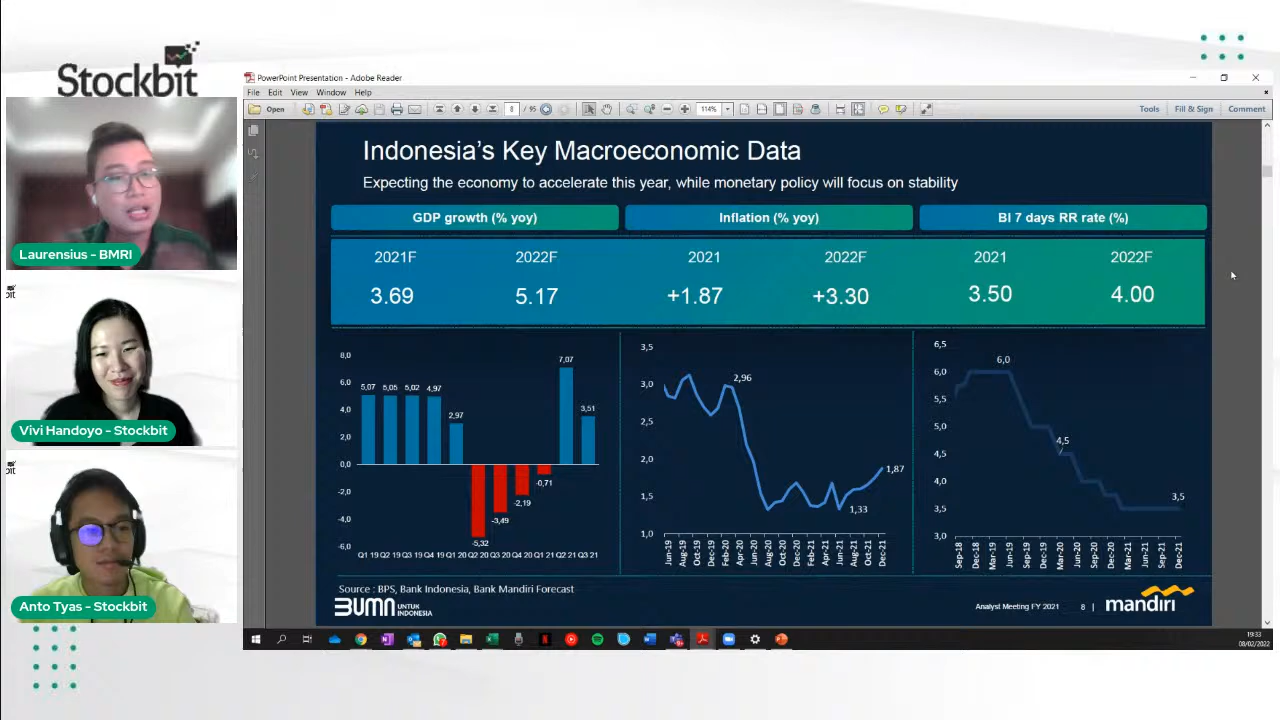 Stockbit
Laurensius - BMRI
Vivi Handoyo - Stockbit
Anto Tyas - Stockbit
PowerPoint Presentation - Adobe Reader
File Edit View Window Help
Open 8 / 95 114% Tools Fill & Sign Comment
Indonesia's Key Macroeconomic Data
Expecting the economy to accelerate this year, while monetary policy will focus on stability
GDP growth (% yoy) Inflation (% yoy) BI 7 days RR rate (%)
2021F 2022F 2021 2022F 2021 2022F
3.69 5.17 +1.87 +3.30 3.50 4.00
8,0
6,0
4,0
2,0
0,0
-2,0
-4,0
-6,0
5,07 5,05 5,02 4,97 2,97 -5,32 -3,49 -2,19 -0,71 7,07 3,51
Q1 19 Q2 19 Q3 19 Q4 19 Q1 20 Q2 20 Q3 20 Q4 20 Q1 21 Q2 21 Q3 21
3,5
3,0
2,5
2,0
1,5
1,0
2,96
1,33
1,87
Jun-19 Aug-19 Oct-19 Dec-19 Feb-20 Apr-20 Jun-20 Aug-20 Oct-20 Dec-20 Feb-21 Apr-21 Jun-21 Aug-21 Oct-21 Dec-21
6,5
6,0
5,5
5,0
4,5
4,0
3,5
3,0
6,0
4,5
3,5
Sep-18 Dec-18 Mar-19 Jun-19 Sep-19 Dec-19 Mar-20 Jun-20 Sep-20 Dec-20 Mar-21 Jun-21 Sep-21 Dec-21
Source : BPS, Bank Indonesia, Bank Mandiri Forecast
BUMN UNTUK
INDONESIA
Analyst Meeting FY 2021 8 | mandiri
19:33
08/02/2022